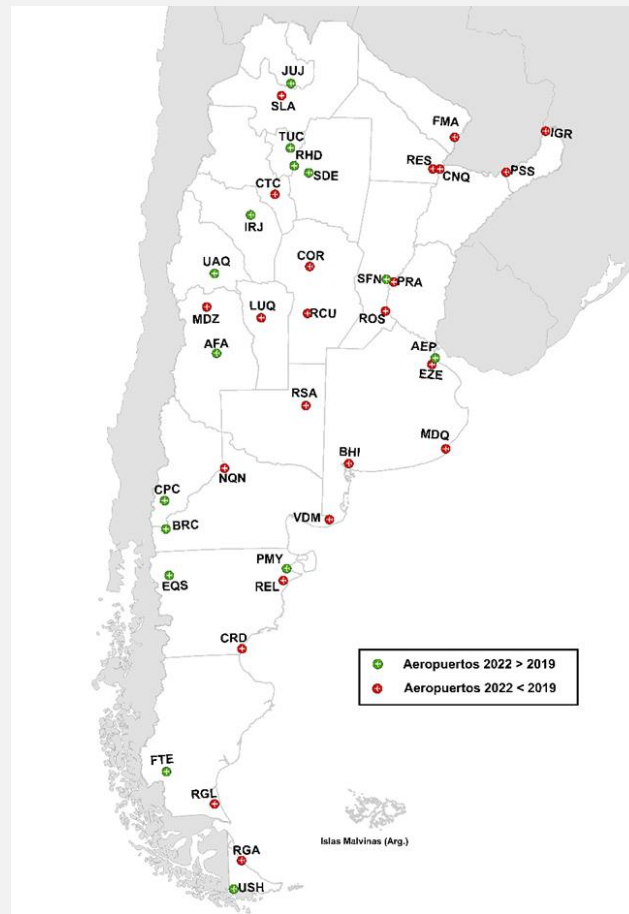 JUJ
SLA
FMA
IGR
TUC
RHD
RES
CNQ
PSS
SDE
CTC
IRJ
COR
UAQ
SFN
PRA
MDZ
LUQ
RCU
ROS
AFA
AEP
EZE
RSA
MDQ
BHI
NQN
CPC
VDM
BRC
PMY
EQS
REL
CRD
Aeropuertos 2022 > 2019
Aeropuertos 2022 < 2019
FTE
RGL
Islas Malvinas (Arg.)
RGA
USH